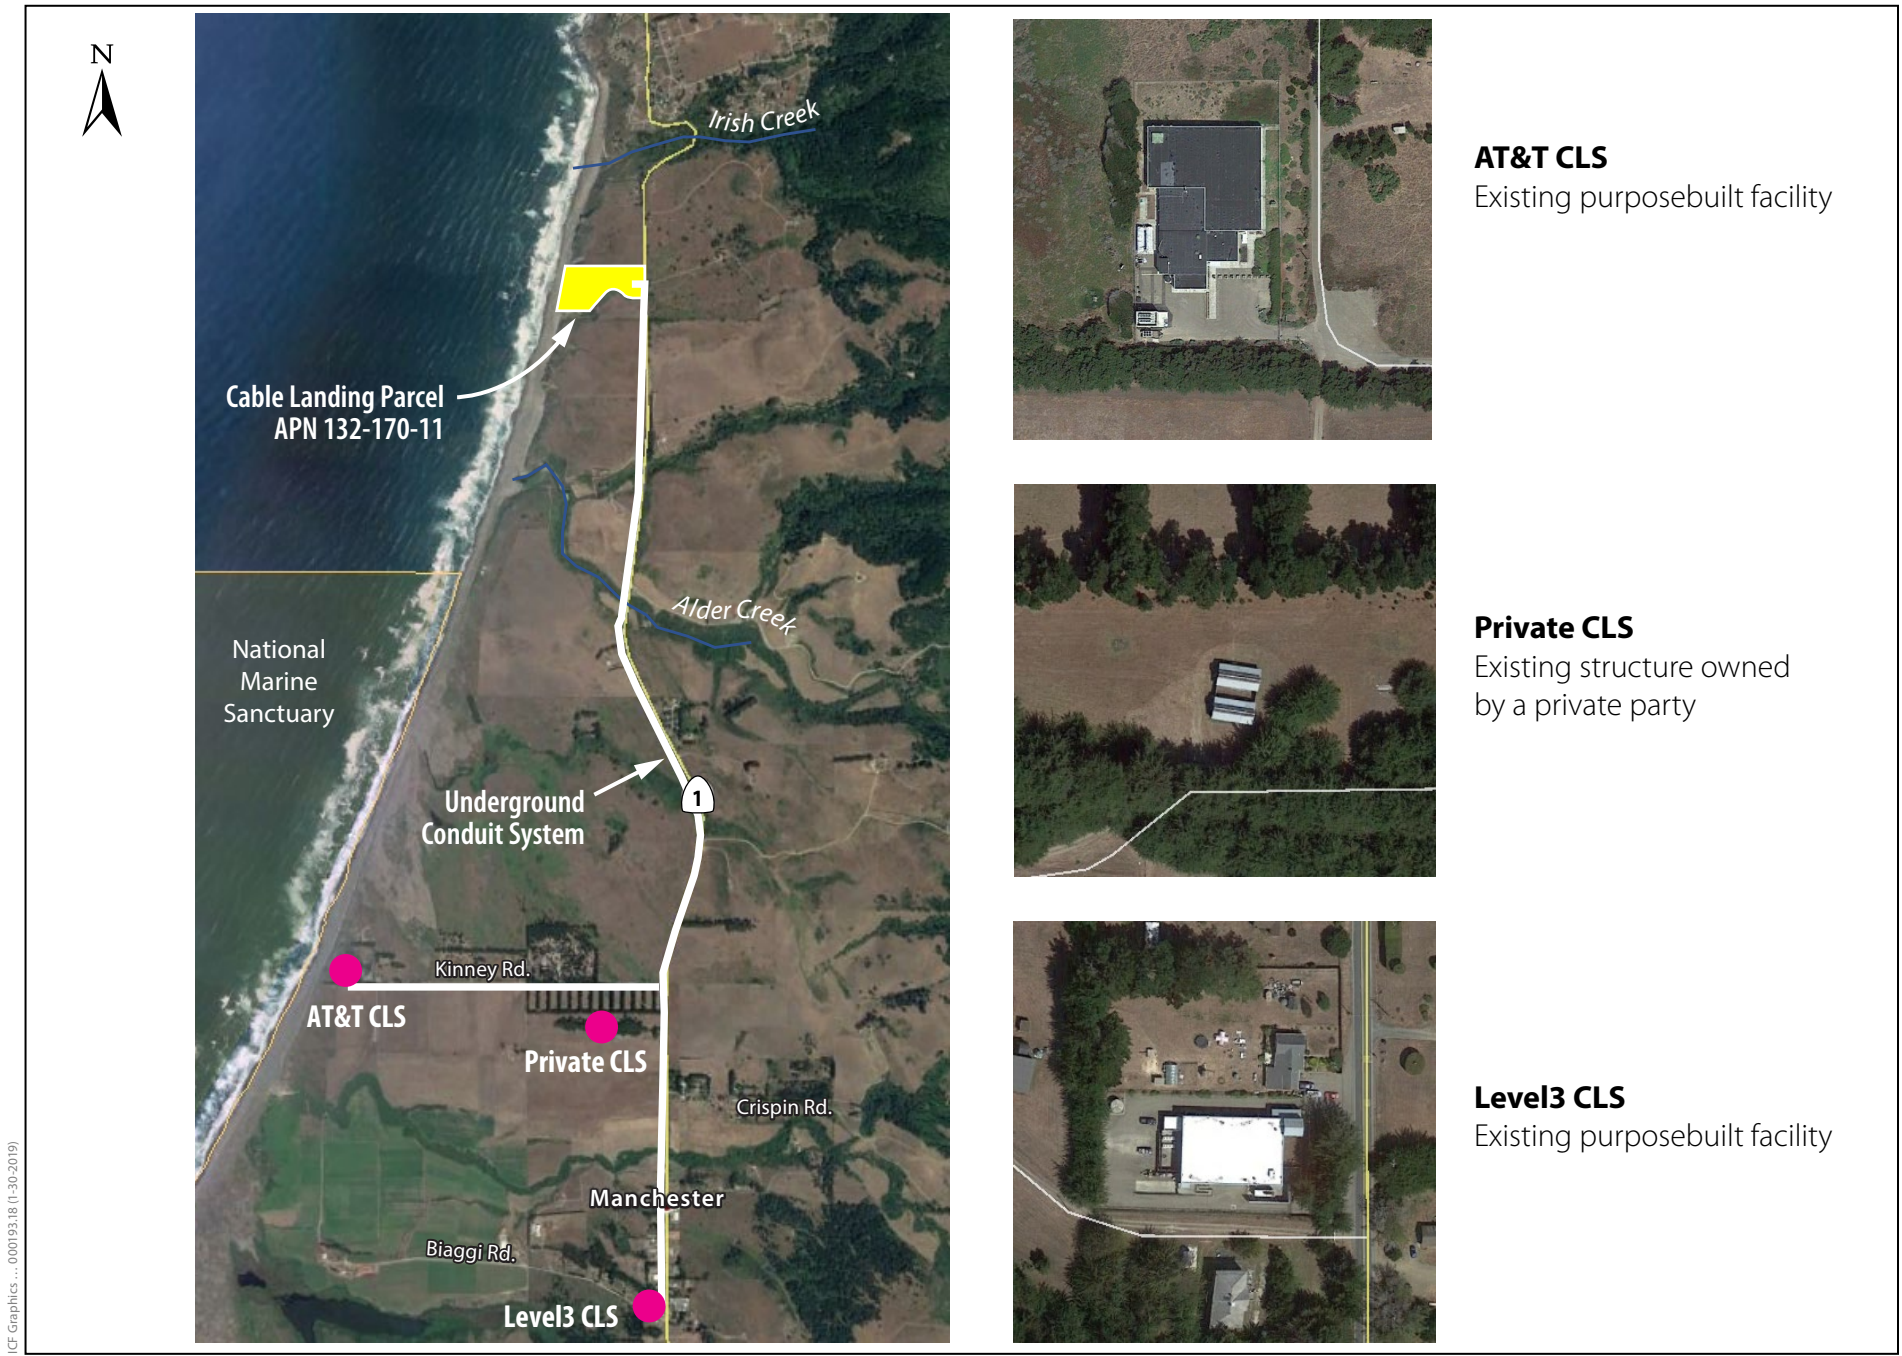 N
Irish Creek
Cable Landing Parcel
APN 132-170-11
Alder Creek
National
Marine
Sanctuary
Underground
Conduit System
1
Kinney Rd.
AT&T CLS
Private CLS
Crispin Rd.
Manchester
Biaggi Rd.
Level3 CLS
AT&T CLS
Existing purposebuilt facility
Private CLS
Existing structure owned
by a private party
Level3 CLS
Existing purposebuilt facility
ICF Graphics … 00019318 (1-30-2019)